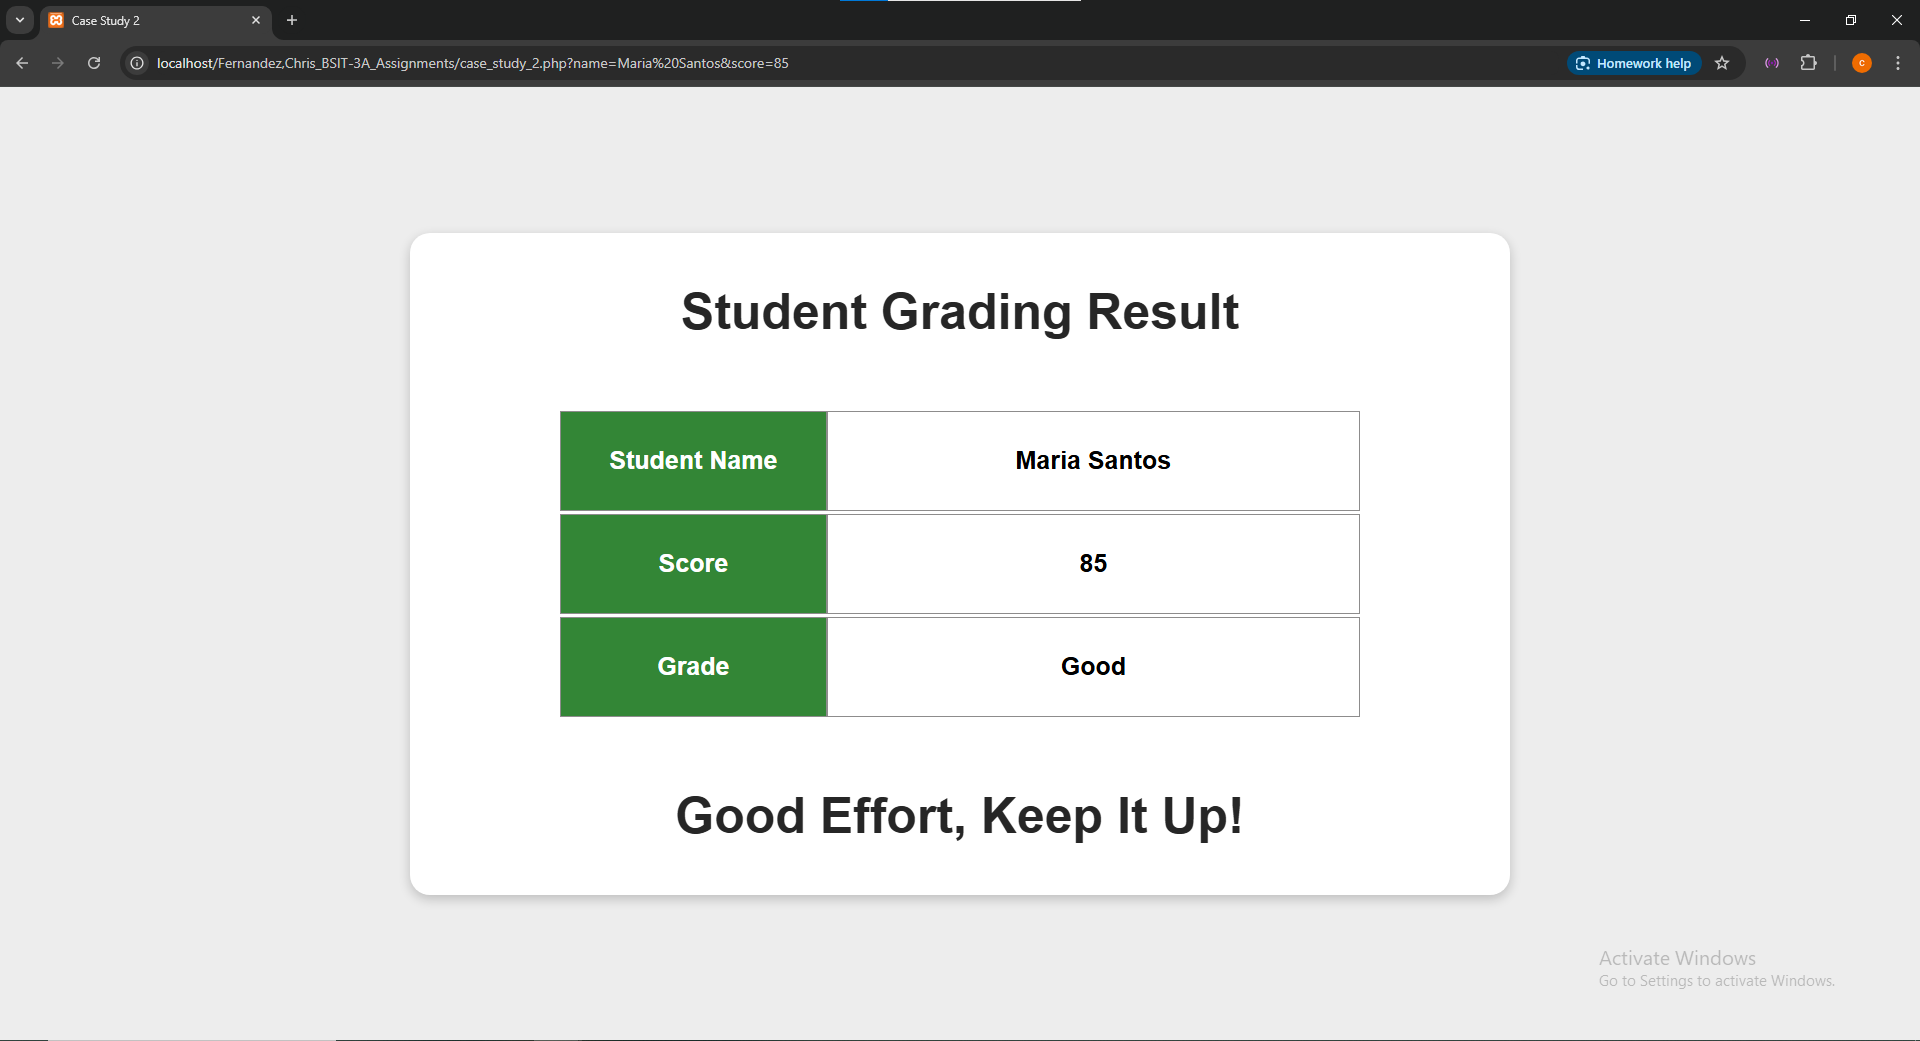 Case Study 2
localhost/Fernandez,Chris_BSIT-3A_Assignments/case_study_2.php?name=Maria%20Santos&score=85
Homework help
c
Student Grading Result
Student Name
Maria Santos
Score
85
Grade
Good
Good Effort, Keep It Up!
Activate Windows
Go to Settings to activate Windows.